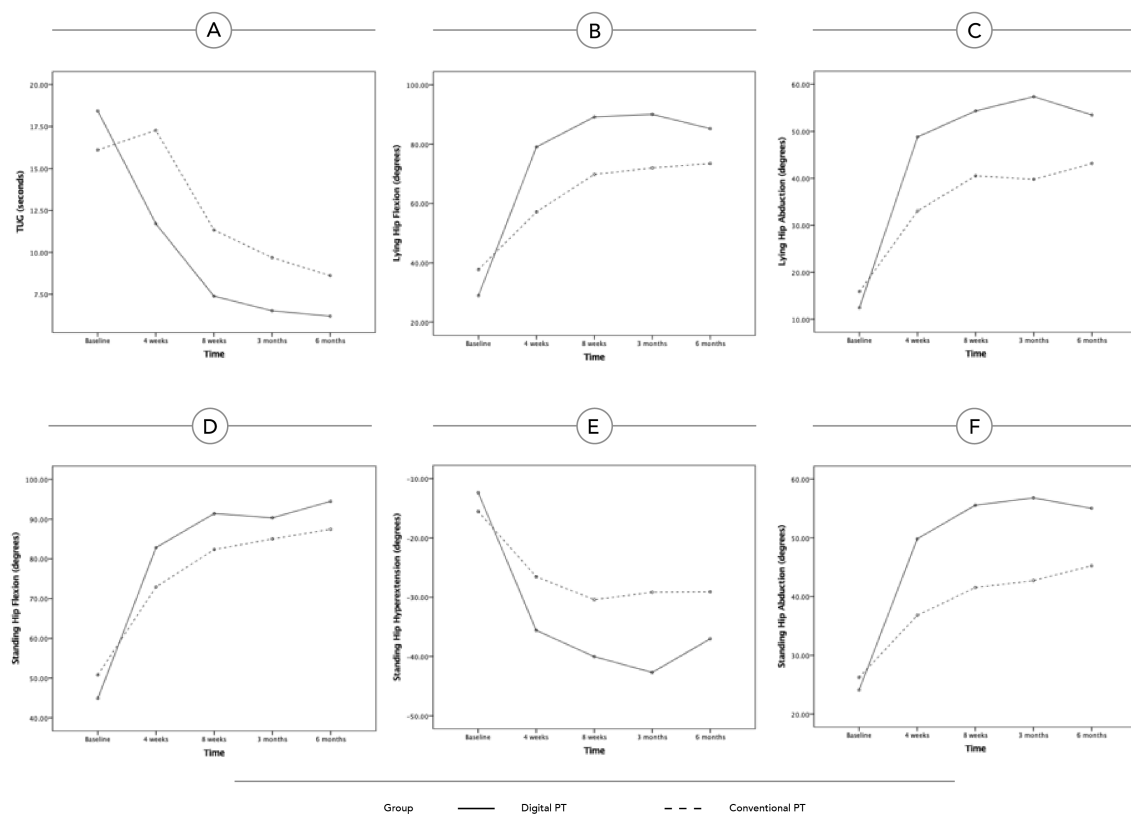 A
B
C
TUG (seconds)
20.00
17.50
15.00
12.50
10.00
7.50
Baseline
4 weeks
8 weeks
3 months
6 months
Time
Lying Hip Flexion (degrees)
100.00
80.00
60.00
40.00
20.00
Baseline
4 weeks
8 weeks
3 months
6 months
Time
Lying Hip Abduction (degrees)
60.00
50.00
40.00
30.00
20.00
10.00
Baseline
4 weeks
8 weeks
3 months
6 months
Time
D
E
F
Standing Hip Flexion (degrees)
100.00
90.00
80.00
70.00
60.00
50.00
40.00
Baseline
4 weeks
8 weeks
3 months
6 months
Time
Standing Hip Hyperextension (degrees)
-10.00
-20.00
-30.00
-40.00
-50.00
Baseline
4 weeks
8 weeks
3 months
6 months
Time
Standing Hip Abduction (degrees)
60.00
50.00
40.00
30.00
20.00
Baseline
4 weeks
8 weeks
3 months
6 months
Time
Group Digital PT Conventional PT